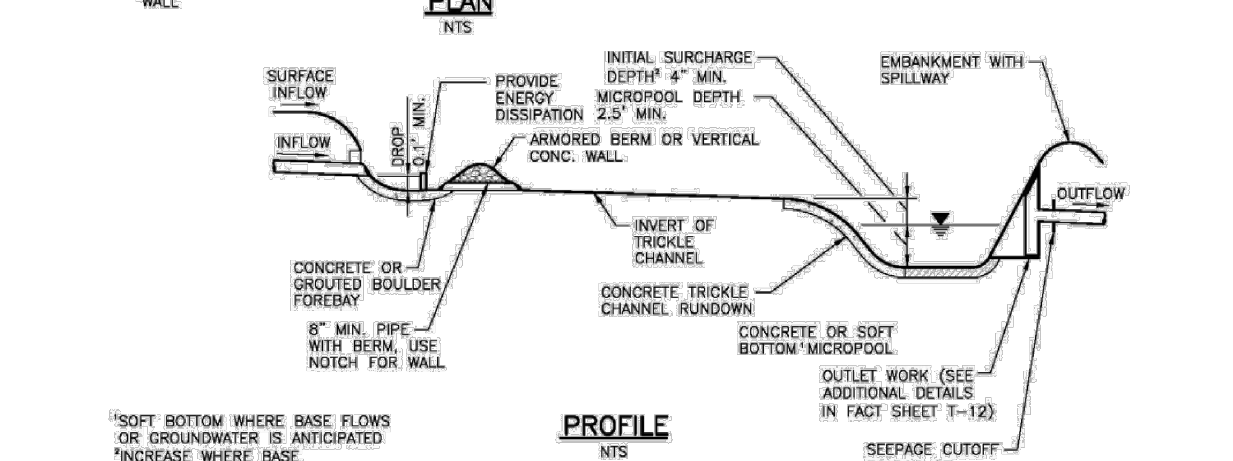 WALL
PLAN
NTS
SURFACE
INFLOW
INFLOW
DROP
0.1' MIN.
PROVIDE
ENERGY
DISSIPATION
INITIAL SURCHARGE
DEPTH² 4" MIN.
MICROPOOL DEPTH
2.5' MIN.
ARMORED BERM OR VERTICAL
CONC. WALL
EMBANKMENT WITH
SPILLWAY
OUTFLOW
INVERT OF
TRICKLE
CHANNEL
CONCRETE OR
GROUTED BOULDER
FOREBAY
CONCRETE TRICKLE
CHANNEL RUNDOWN
8" MIN. PIPE
WITH BERM, USE
NOTCH FOR WALL
CONCRETE OR SOFT
BOTTOM¹ MICROPOOL
OUTLET WORK (SEE
ADDITIONAL DETAILS
IN FACT SHEET T-12)
SEEPAGE CUTOFF
PROFILE
NTS
¹SOFT BOTTOM WHERE BASE FLOWS
OR GROUNDWATER IS ANTICIPATED
²INCREASE WHERE BASE